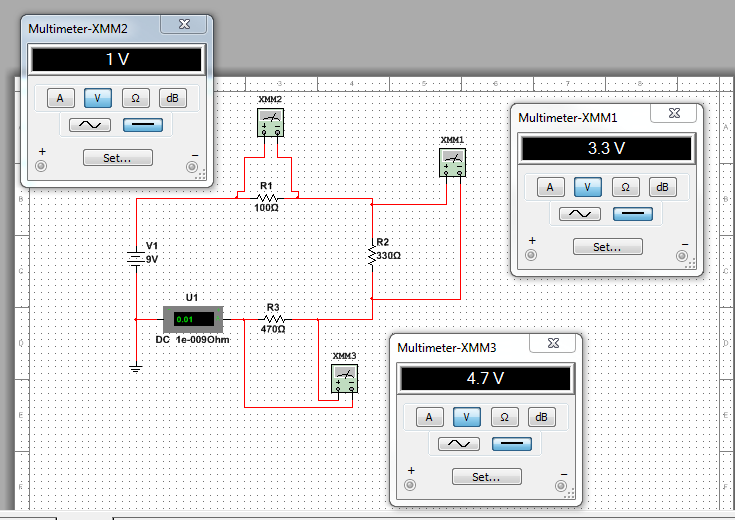 Multimeter-XMM2
1 V
A V Ω dB
+ Set... −
XMM2
XMM1
R1
100Ω
V1
9V
R2
330Ω
U1
0.01
DC 1e-009Ohm
R3
470Ω
XMM3
Multimeter-XMM1
3.3 V
A V Ω dB
+ Set... −
Multimeter-XMM3
4.7 V
A V Ω dB
+ Set... −